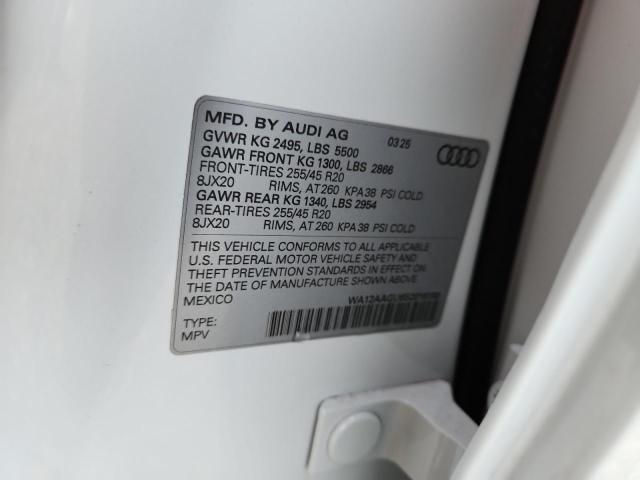 MFD. BY AUDI AG 03 25
GVWR KG 2495, LBS 5500
GAWR FRONT KG 1300, LBS 2866
FRONT-TIRES 255/45 R20
8JX20 RIMS, AT 260 KPA 38 PSI COLD
GAWR REAR KG 1340, LBS 2954
REAR-TIRES 255/45 R20
8JX20 RIMS, AT 260 KPA 38 PSI COLD
THIS VEHICLE CONFORMS TO ALL APPLICABLE
U.S. FEDERAL MOTOR VEHICLE SAFETY AND
THEFT PREVENTION STANDARDS IN EFFECT ON
THE DATE OF MANUFACTURE SHOWN ABOVE.
MEXICO
TYPE:
MPV